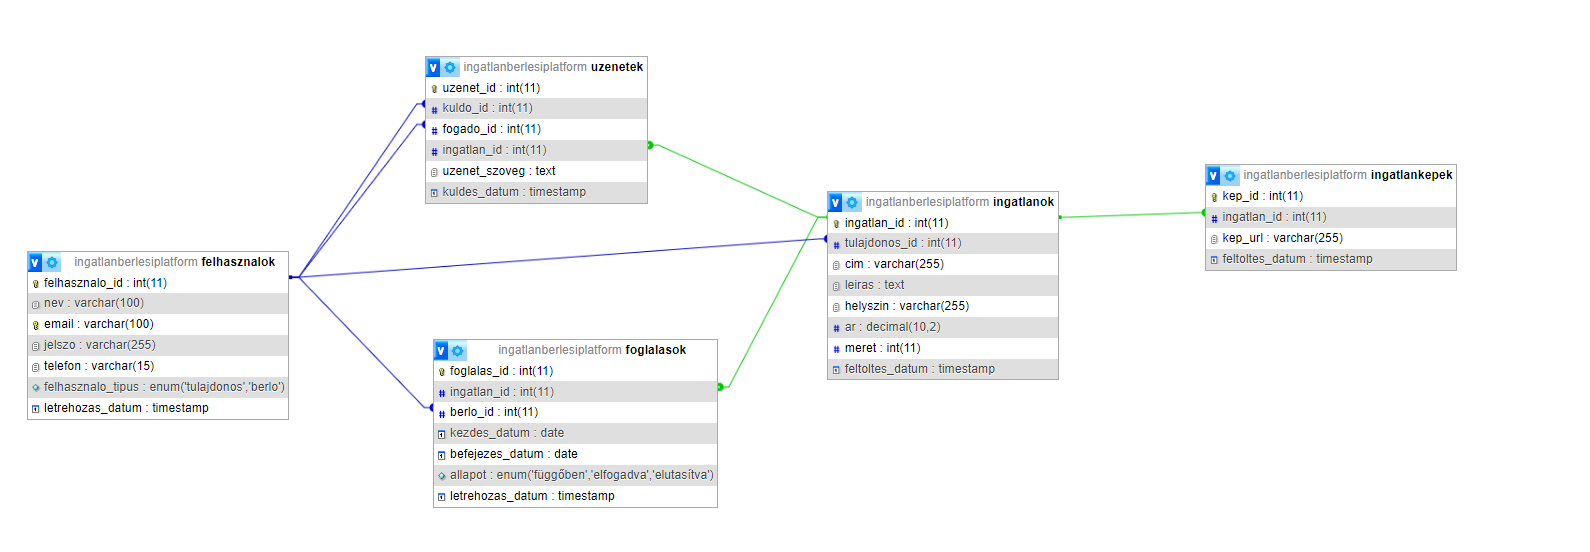 ingatlanberlesiplatform felhasznalok
felhasznalo_id : int(11)
nev : varchar(100)
email : varchar(100)
jelszo : varchar(255)
telefon : varchar(15)
felhasznalo_tipus : enum('tulajdonos','berlo')
letrehozas_datum : timestamp
ingatlanberlesiplatform uzenetek
uzenet_id : int(11)
kuldo_id : int(11)
fogado_id : int(11)
ingatlan_id : int(11)
uzenet_szoveg : text
kuldes_datum : timestamp
ingatlanberlesiplatform foglalasok
foglalas_id : int(11)
ingatlan_id : int(11)
berlo_id : int(11)
kezdes_datum : date
befejezes_datum : date
allapot : enum('függőben','elfogadva','elutasítva')
letrehozas_datum : timestamp
ingatlanberlesiplatform ingatlanok
ingatlan_id : int(11)
tulajdonos_id : int(11)
cim : varchar(255)
leiras : text
helyszin : varchar(255)
ar : decimal(10,2)
meret : int(11)
feltoltes_datum : timestamp
ingatlanberlesiplatform ingatlankepek
kep_id : int(11)
ingatlan_id : int(11)
kep_url : varchar(255)
feltoltes_datum : timestamp